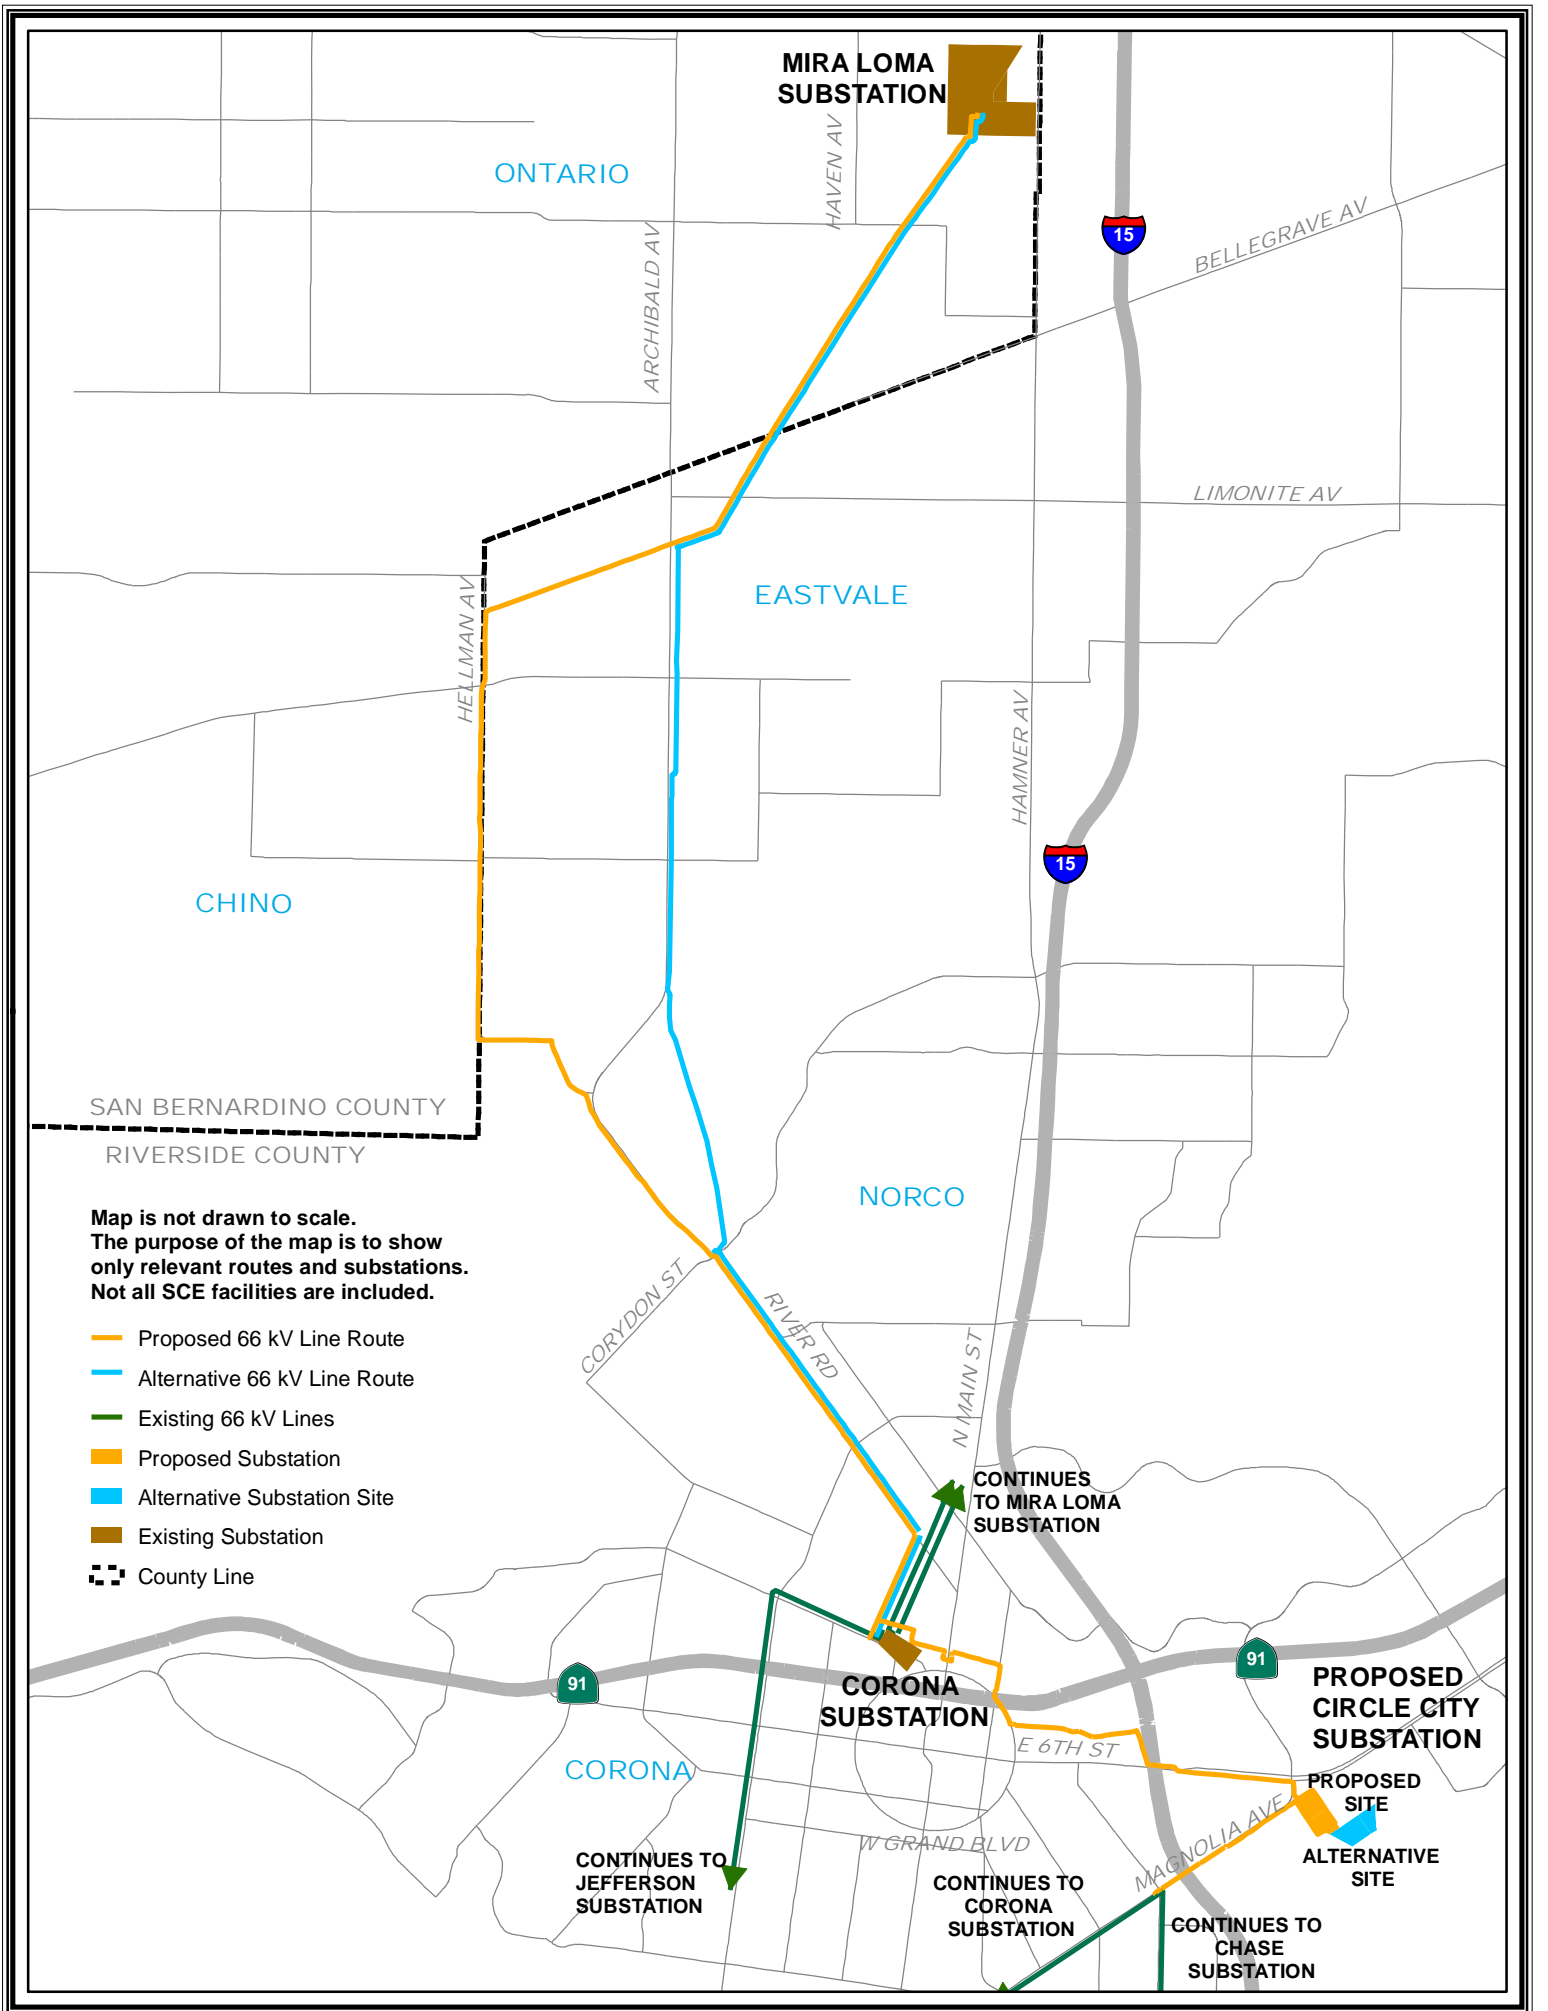 MIRA LOMA
SUBSTATION
HAVEN AV
ONTARIO
ARCHIBALD AV
15
BELLEGRAVE AV
LIMONITE AV
EASTVALE
HELLMAN AV
HAMNER AV
15
CHINO
SAN BERNARDINO COUNTY
RIVERSIDE COUNTY
NORCO
Map is not drawn to scale.
The purpose of the map is to show
only relevant routes and substations.
Not all SCE facilities are included.
Proposed 66 kV Line Route
Alternative 66 kV Line Route
Existing 66 kV Lines
Proposed Substation
Alternative Substation Site
Existing Substation
County Line
CORYDON ST
RIVER RD
N MAIN ST
CONTINUES
TO MIRA LOMA
SUBSTATION
91
91
CORONA
SUBSTATION
PROPOSED
CIRCLE CITY
SUBSTATION
E 6TH ST
CORONA
PROPOSED
SITE
MAGNOLIA AVE
W GRAND BLVD
ALTERNATIVE
SITE
CONTINUES TO
JEFFERSON
SUBSTATION
CONTINUES TO
CORONA
SUBSTATION
CONTINUES TO
CHASE
SUBSTATION